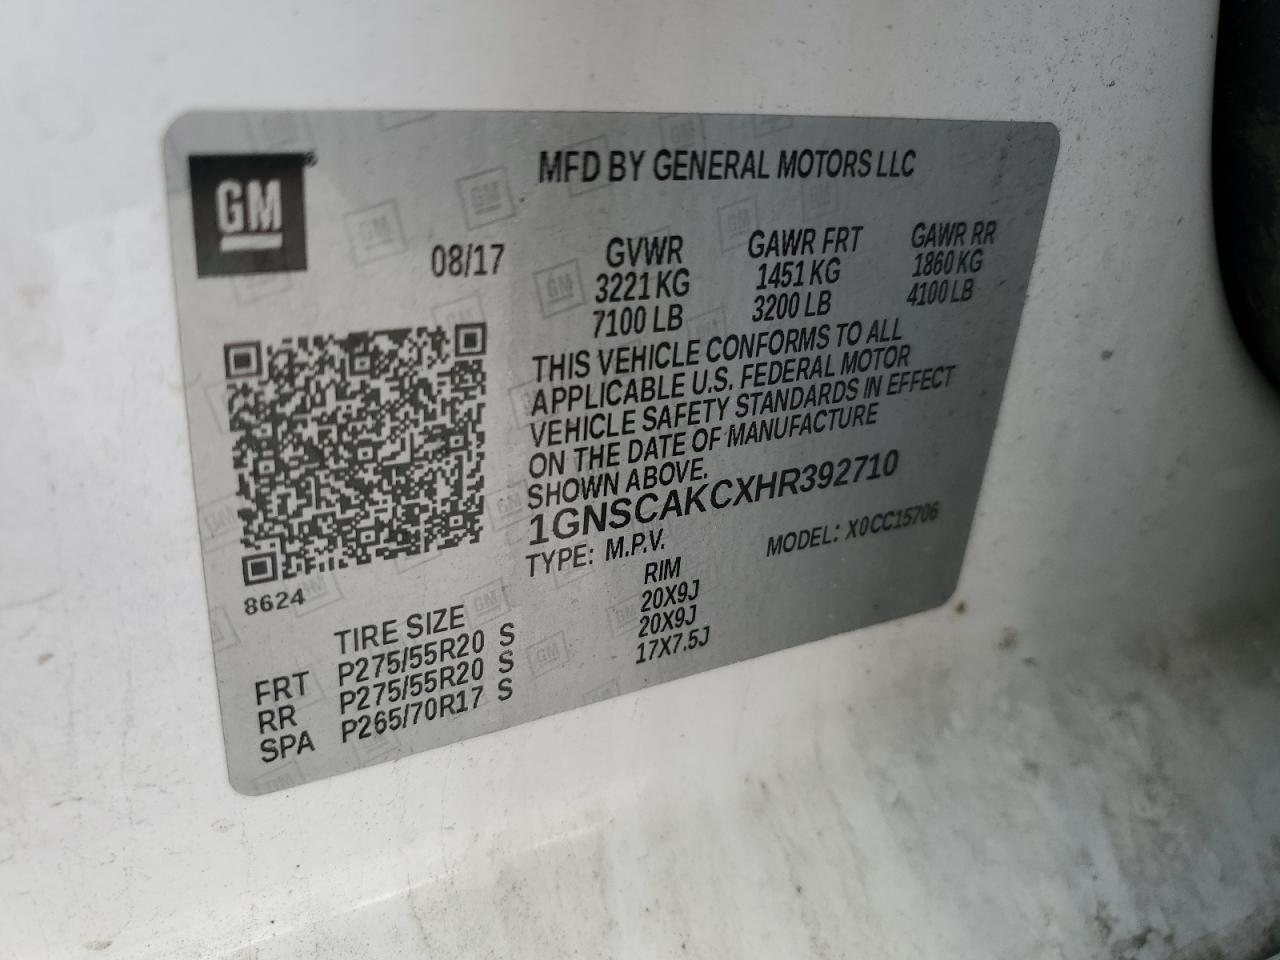 GM
MFD BY GENERAL MOTORS LLC
08/17
GVWR
3221 KG
7100 LB
GAWR FRT
1451 KG
3200 LB
GAWR RR
1860 KG
4100 LB
THIS VEHICLE CONFORMS TO ALL
APPLICABLE U.S. FEDERAL MOTOR
VEHICLE SAFETY STANDARDS IN EFFECT
ON THE DATE OF MANUFACTURE
SHOWN ABOVE.
1GNSCAKCXHR392710
TYPE: M.P.V. MODEL: X0CC15706
8624
TIRE SIZE RIM
FRT P275/55R20 S 20X9J
RR P275/55R20 S 20X9J
SPA P265/70R17 S 17X7.5J